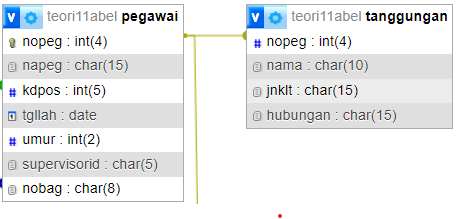 teori11abel pegawai
nopeg : int(4)
napeg : char(15)
kdpos : int(5)
tgllah : date
umur : int(2)
supervisorid : char(5)
nobag : char(8)
teori11abel tanggungan
nopeg : int(4)
nama : char(10)
jnklt : char(15)
hubungan : char(15)